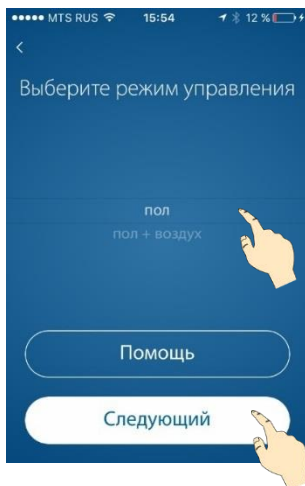 MTS RUS 15:54 12 %
Выберите режим управления
пол
пол + воздух
Помощь
Следующий